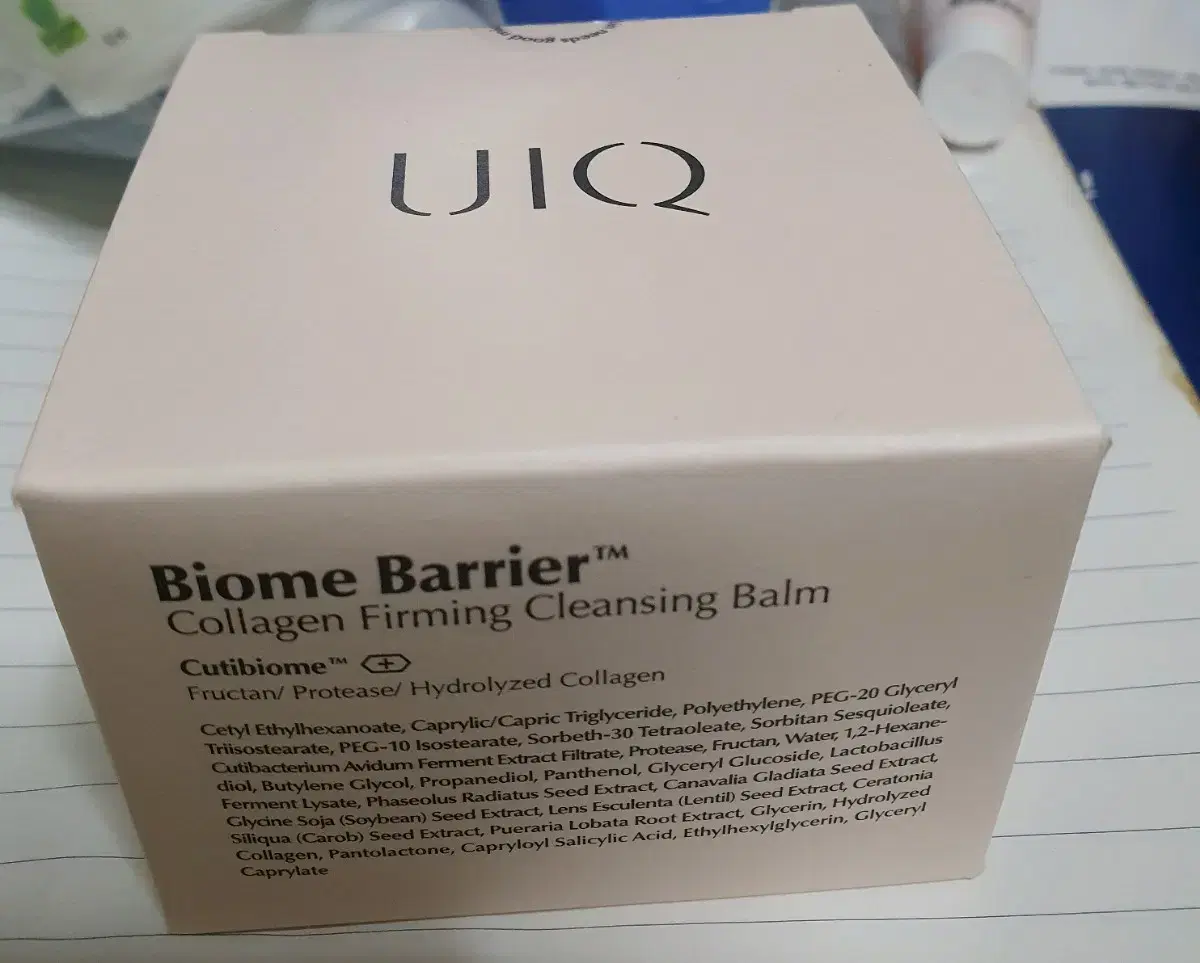 good
UIQ
Biome Barrier™
Collagen Firming Cleansing Balm
Cutibiome™
Fructan/ Protease/ Hydrolyzed Collagen
Cetyl Ethylhexanoate, Caprylic/Capric Triglyceride, Polyethylene, PEG-20 Glyceryl
Triisostearate, PEG-10 Isostearate, Sorbeth-30 Tetraoleate, Sorbitan Sesquioleate,
Cutibacterium Avidum Ferment Extract Filtrate, Protease, Fructan, Water, 1,2-Hexane-
diol, Butylene Glycol, Propanediol, Panthenol, Glyceryl Glucoside, Lactobacillus
Ferment Lysate, Phaseolus Radiatus Seed Extract, Canavalia Gladiata Seed Extract,
Glycine Soja (Soybean) Seed Extract, Lens Esculenta (Lentil) Seed Extract, Ceratonia
Siliqua (Carob) Seed Extract, Pueraria Lobata Root Extract, Glycerin, Hydrolyzed
Collagen, Pantolactone, Capryloyl Salicylic Acid, Ethylhexylglycerin, Glyceryl
Caprylate